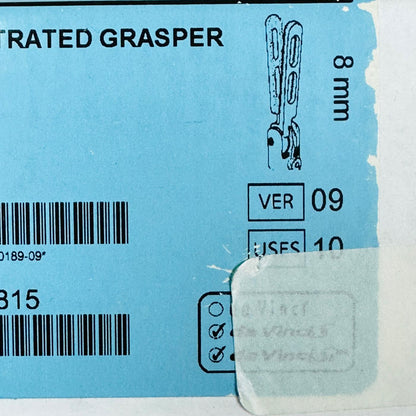 TRATED GRASPER
8 mm
VER 09
0189-09*
USES 10
815
da Vinci
da Vinci S
da Vinci Si